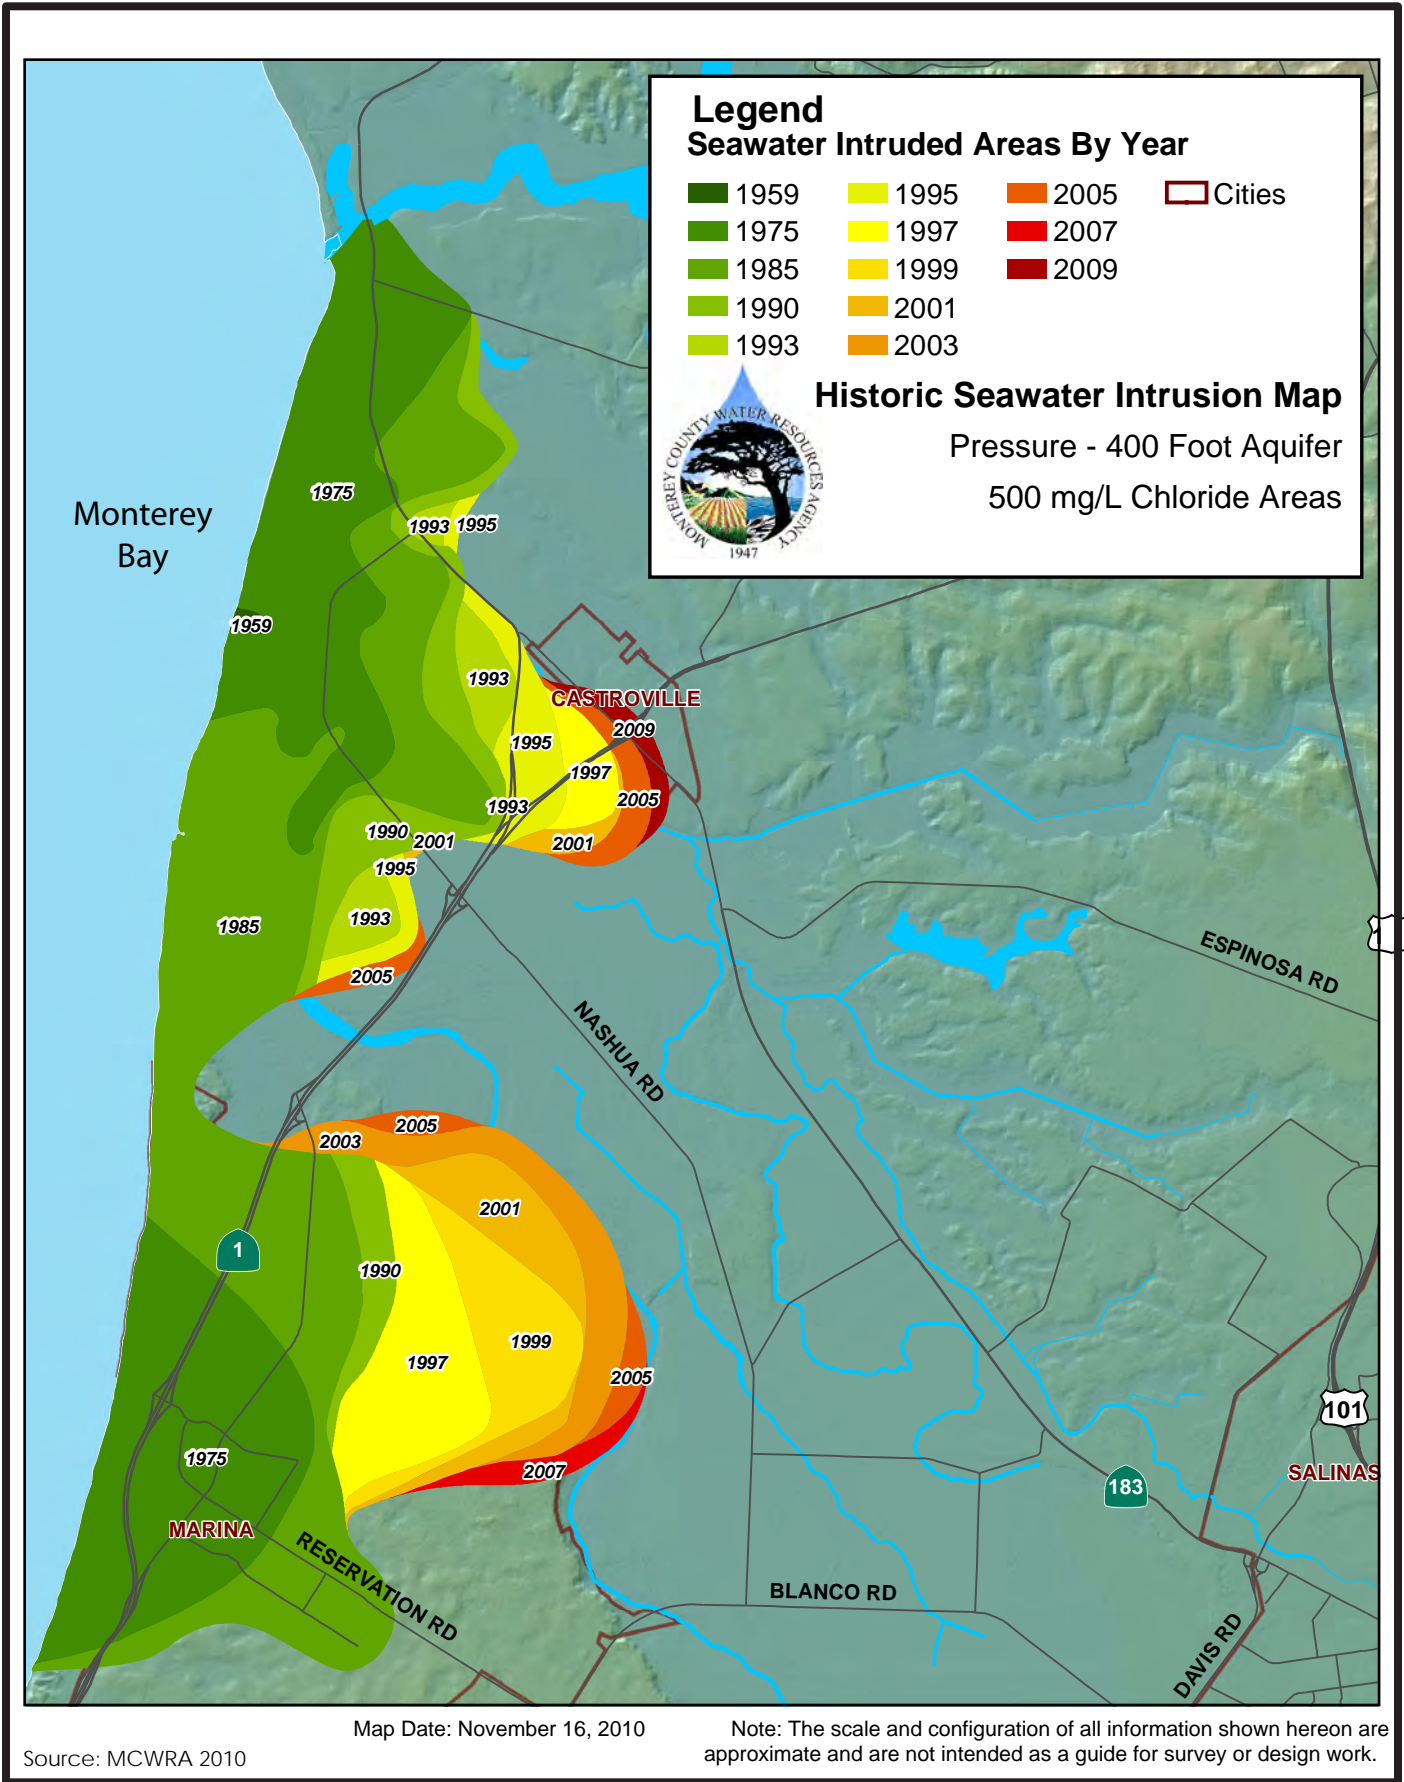 Legend
Seawater Intruded Areas By Year
1959
1975
1985
1990
1993
1995
1997
1999
2001
2003
2005
2007
2009
Cities
MONTEREY COUNTY WATER RESOURCES AGENCY
1947
Historic Seawater Intrusion Map
Pressure - 400 Foot Aquifer
500 mg/L Chloride Areas
Monterey
Bay
1975
1993
1995
1959
1993
CASTROVILLE
2009
1995
1997
2005
1993
1990
2001
2001
1995
1993
1985
2005
ESPINOSA RD
1
NASHUA RD
2003
2005
2001
1
1990
1999
1997
2005
101
1975
2007
SALINAS
183
MARINA
RESERVATION RD
BLANCO RD
DAVIS RD
Map Date: November 16, 2010
Note: The scale and configuration of all information shown hereon are
approximate and are not intended as a guide for survey or design work.
Source: MCWRA 2010